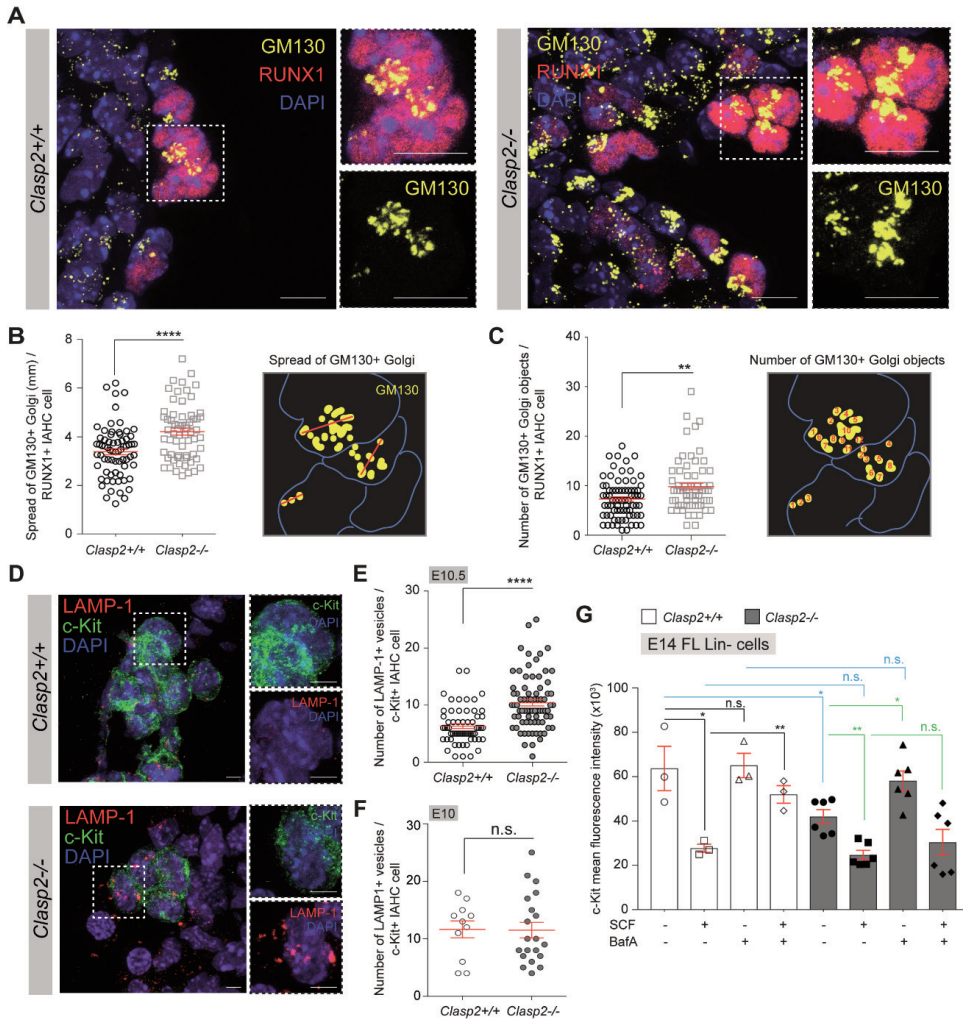 A
Clasp2+/+
GM130
RUNX1
DAPI
GM130
Clasp2-/-
GM130
RUNX1
DAPI
GM130
B
Spread of GM130+ Golgi (mm) /
RUNX1+ IAHC cell
8
6
4
2
0
****
Clasp2+/+
Clasp2-/-
Spread of GM130+ Golgi
GM130
C
Number of GM130+ Golgi objects /
RUNX1+ IAHC cell
40
30
20
10
0
**
Clasp2+/+
Clasp2-/-
Number of GM130+ Golgi objects
D
Clasp2+/+
LAMP-1
c-Kit
DAPI
c-Kit
DAPI
LAMP-1
DAPI
Clasp2-/-
LAMP-1
c-Kit
DAPI
c-Kit
LAMP-1
DAPI
E
E10.5
Number of LAMP-1+ vesicles /
c-Kit+ IAHC cell
30
20
10
0
****
Clasp2+/+
Clasp2-/-
F
E10
Number of LAMP1+ vesicles /
c-Kit+ IAHC cell
30
20
10
0
n.s.
Clasp2+/+
Clasp2-/-
G
Clasp2+/+
Clasp2-/-
E14 FL Lin- cells
c-Kit mean fluorescence intensity (x10³)
100
80
60
40
20
0
n.s.
n.s.
*
n.s.
*
*
**
**
n.s.
SCF - + - + - + - +
BafA - - + + - - + +